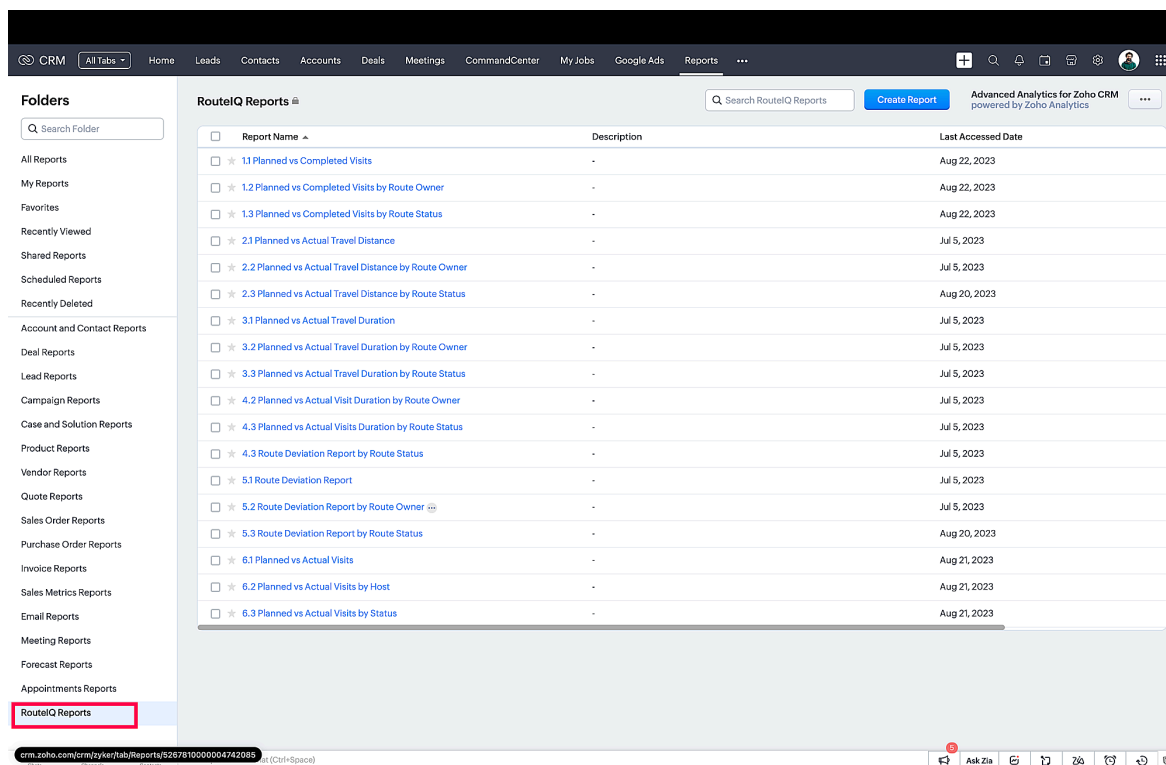 CRM All Tabs Home Leads Contacts Accounts Deals Meetings CommandCenter My Jobs Google Ads Reports •••
Folders
Search Folder
All Reports
My Reports
Favorites
Recently Viewed
Shared Reports
Scheduled Reports
Recently Deleted
Account and Contact Reports
Deal Reports
Lead Reports
Campaign Reports
Case and Solution Reports
Product Reports
Vendor Reports
Quote Reports
Sales Order Reports
Purchase Order Reports
Invoice Reports
Sales Metrics Reports
Email Reports
Meeting Reports
Forecast Reports
Appointments Reports
RouteIQ Reports
RouteIQ Reports
Search RouteIQ Reports
Create Report
Advanced Analytics for Zoho CRM
powered by Zoho Analytics
Report Name Description Last Accessed Date
1.1 Planned vs Completed Visits - Aug 22, 2023
1.2 Planned vs Completed Visits by Route Owner - Aug 22, 2023
1.3 Planned vs Completed Visits by Route Status - Aug 22, 2023
2.1 Planned vs Actual Travel Distance - Jul 5, 2023
2.2 Planned vs Actual Travel Distance by Route Owner - Jul 5, 2023
2.3 Planned vs Actual Travel Distance by Route Status - Aug 20, 2023
3.1 Planned vs Actual Travel Duration - Jul 5, 2023
3.2 Planned vs Actual Travel Duration by Route Owner - Jul 5, 2023
3.3 Planned vs Actual Travel Duration by Route Status - Jul 5, 2023
4.2 Planned vs Actual Visit Duration by Route Owner - Jul 5, 2023
4.3 Planned vs Actual Visits Duration by Route Status - Jul 5, 2023
4.3 Route Deviation Report by Route Status - Jul 5, 2023
5.1 Route Deviation Report - Jul 5, 2023
5.2 Route Deviation Report by Route Owner ••• - Jul 5, 2023
5.3 Route Deviation Report by Route Status - Aug 20, 2023
6.1 Planned vs Actual Visits - Aug 21, 2023
6.2 Planned vs Actual Visits by Host - Aug 21, 2023
6.3 Planned vs Actual Visits by Status - Aug 21, 2023
crm.zoho.com/crm/zyker/tab/Reports/5267810000004742085
(Ctrl+Space)
5
Ask Zia